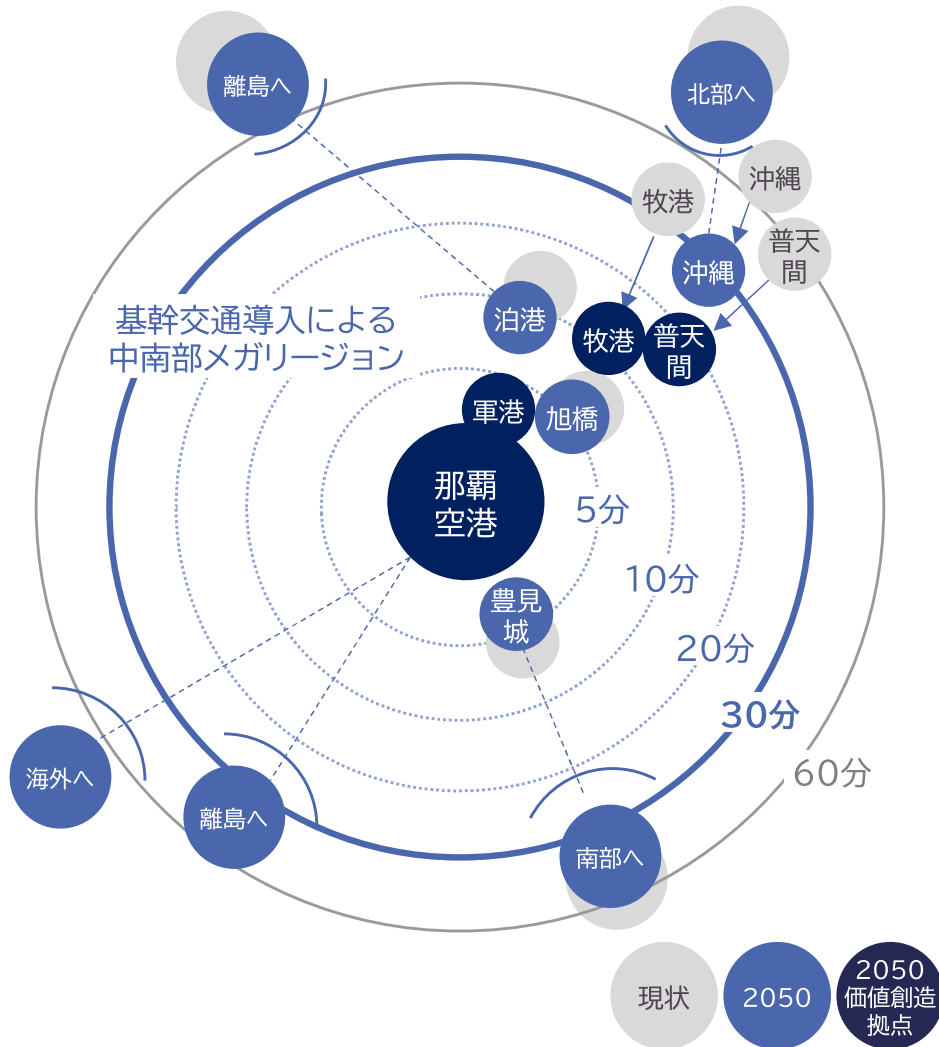 離島へ
北部へ
沖縄
牧港
普天
間
沖縄
泊港
基幹交通導入による
中南部メガリージョン
牧港
普天
間
軍港
旭橋
那覇
空港
5分
10分
豊見
城
20分
30分
60分
海外へ
離島へ
南部へ
現状
2050
2050
価値創造
拠点